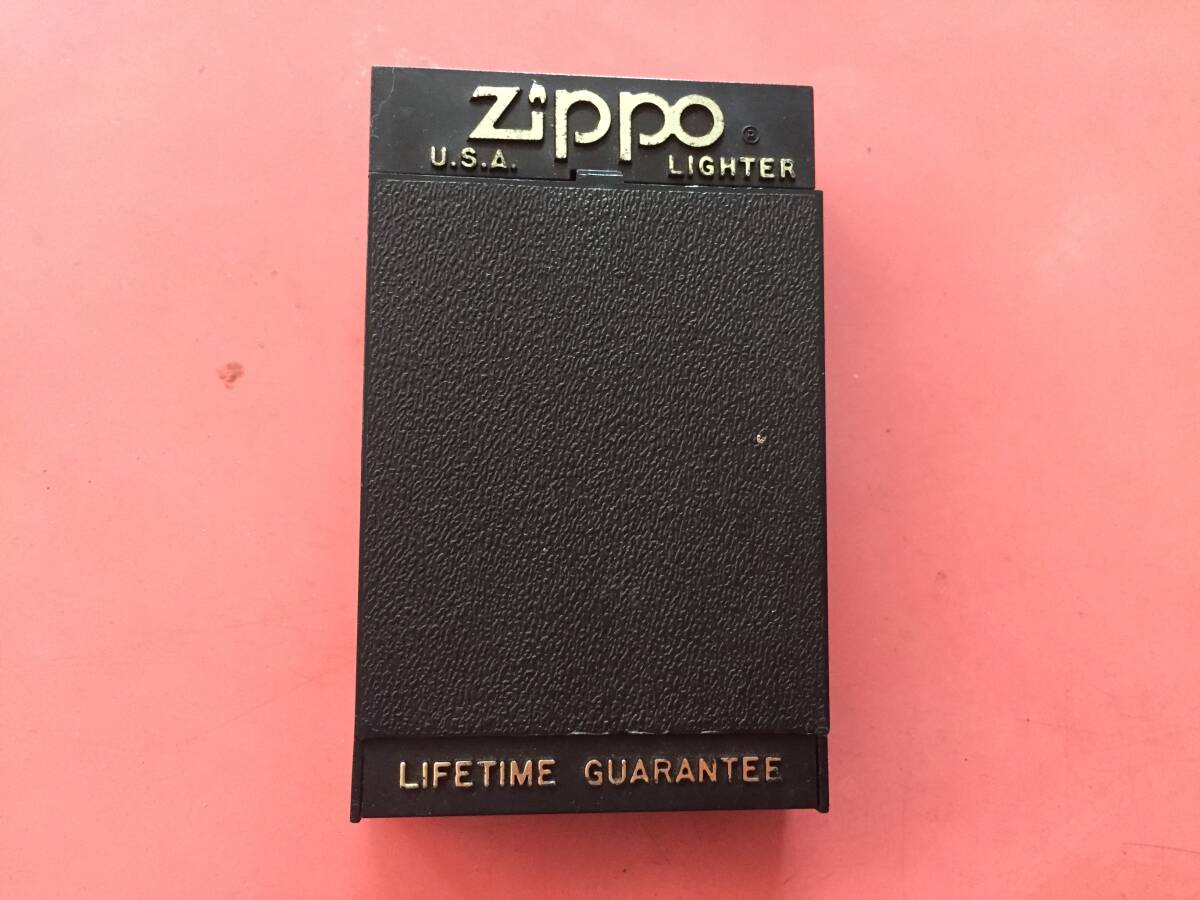 Zippo ®
U.S.A. LIGHTER
LIFETIME GUARANTEE